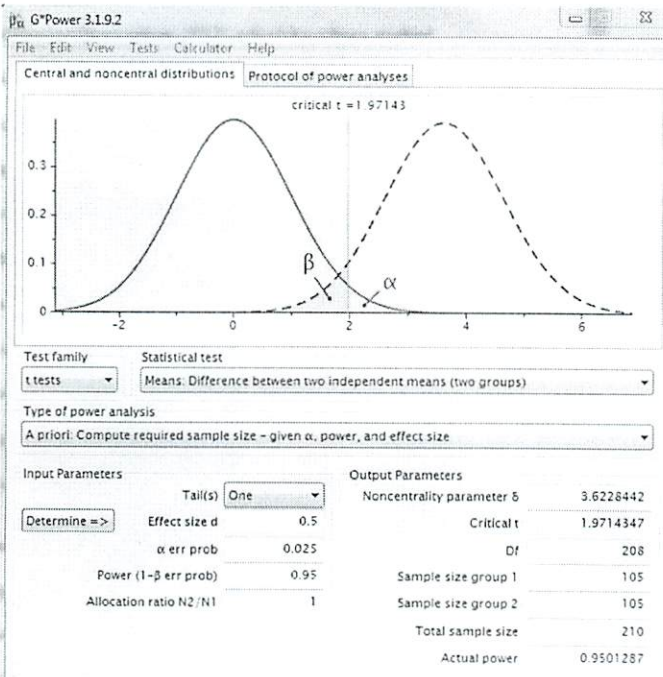 G*Power 3.1.9.2
File Edit View Tests Calculator Help
Central and noncentral distributions Protocol of power analyses
critical t = 1.97143
0.3
0.2
0.1
0
β
α
-2 0 2 4 6
Test family Statistical test
t tests Means: Difference between two independent means (two groups)
Type of power analysis
A priori: Compute required sample size – given α, power, and effect size
Input Parameters Output Parameters
Tail(s) One Noncentrality parameter δ 3.6228442
Determine => Effect size d 0.5 Critical t 1.9714347
α err prob 0.025 Df 208
Power (1-β err prob) 0.95 Sample size group 1 105
Allocation ratio N2/N1 1 Sample size group 2 105
Total sample size 210
Actual power 0.9501287